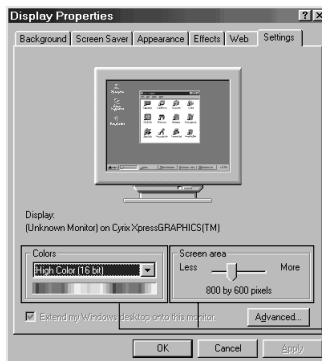 Display Properties
Background Screen Saver Appearance Effects Web Settings
Display:
(Unknown Monitor) on Cyrix XpressGRAPHICS(TM)
Colors
High Color (16 bit)
Screen area
Less More
800 by 600 pixels
Extend my Windows desktop onto this monitor.
Advanced...
OK Cancel Apply